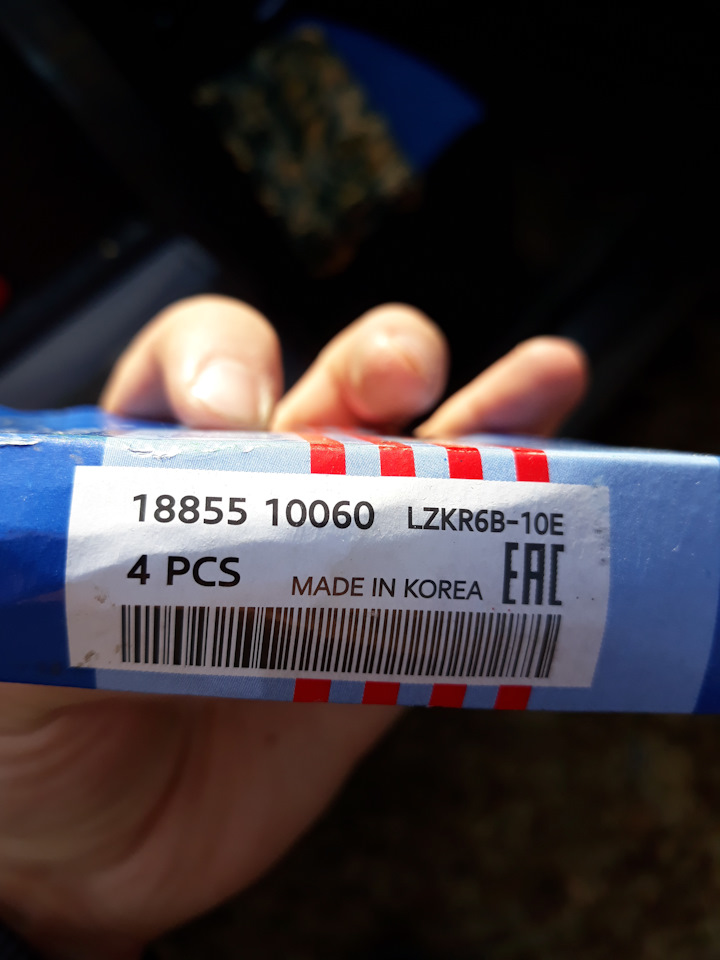 18855 10060 LZKR6B-10E
4 PCS MADE IN KOREA EAC